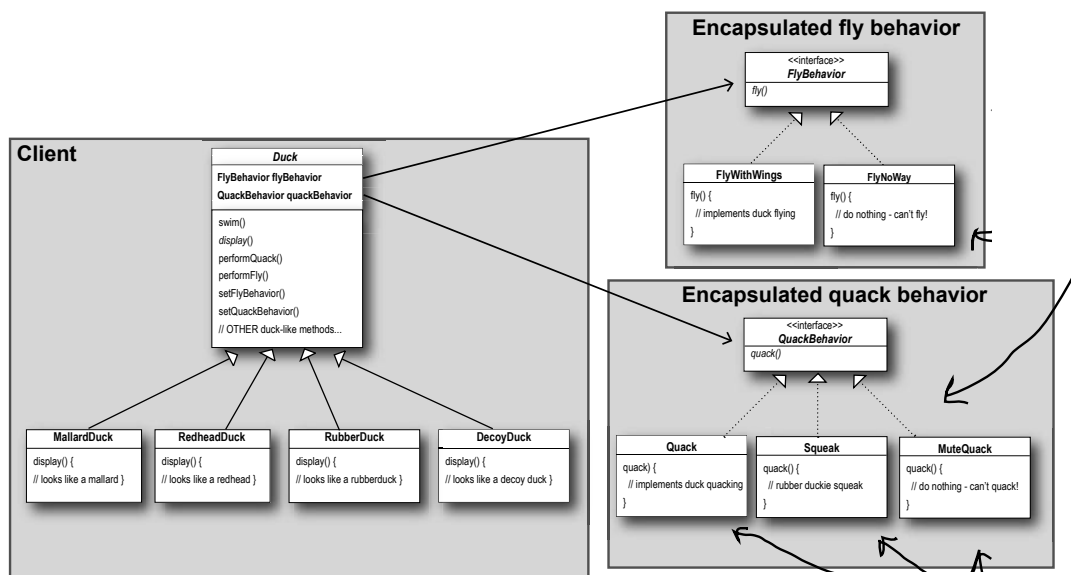 Encapsulated fly behavior
<<interface>>
FlyBehavior
fly()
FlyWithWings
fly() {
// implements duck flying
}
FlyNoWay
fly() {
// do nothing - can't fly!
}
Client
Duck
FlyBehavior flyBehavior
QuackBehavior quackBehavior
swim()
display()
performQuack()
performFly()
setFlyBehavior()
setQuackBehavior()
// OTHER duck-like methods...
MallardDuck
display() {
// looks like a mallard }
RedheadDuck
display() {
// looks like a redhead }
RubberDuck
display() {
// looks like a rubberduck }
DecoyDuck
display() {
// looks like a decoy duck }
Encapsulated quack behavior
<<interface>>
QuackBehavior
quack()
Quack
quack) {
// implements duck quacking
}
Squeak
quack() {
// rubber duckie squeak
}
MuteQuack
quack() {
// do nothing - can't quack!
}